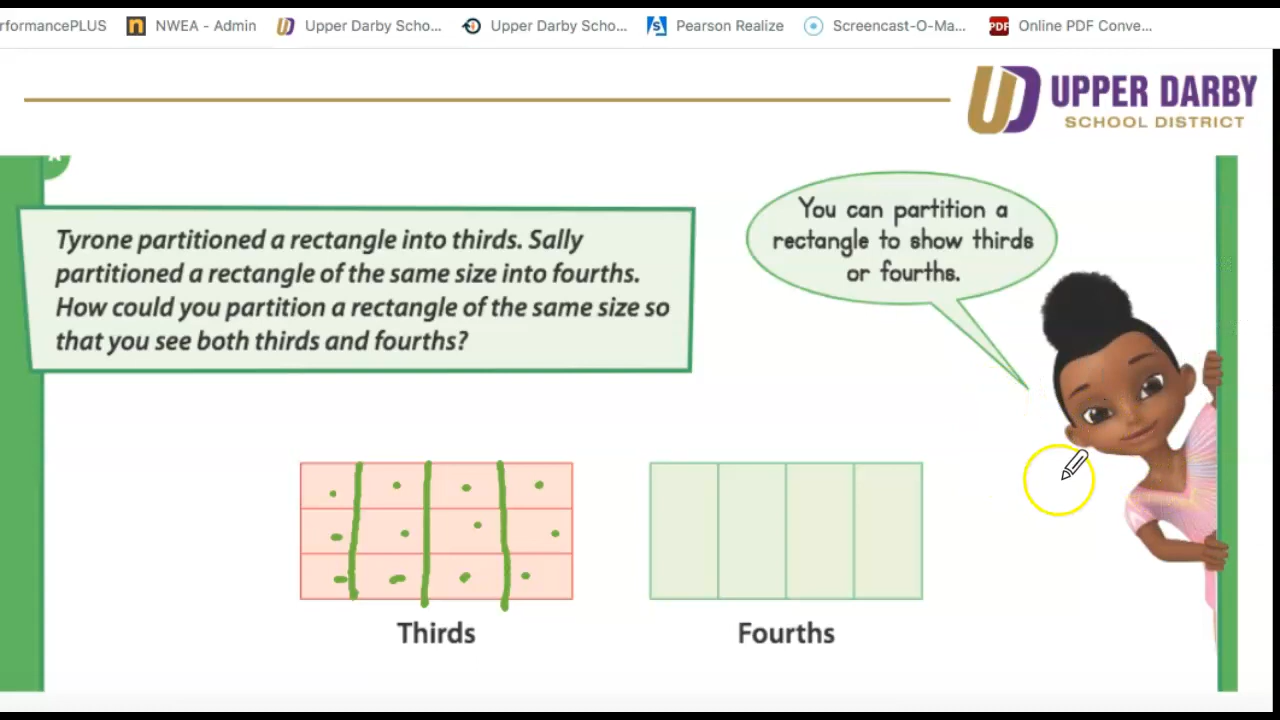 rformancePLUS NWEA - Admin Upper Darby Scho... Upper Darby Scho... Pearson Realize Screencast-O-Ma... PDF Online PDF Conve...
UD UPPER DARBY
SCHOOL DISTRICT
Tyrone partitioned a rectangle into thirds. Sally
partitioned a rectangle of the same size into fourths.
How could you partition a rectangle of the same size so
that you see both thirds and fourths?
You can partition a
rectangle to show thirds
or fourths.
Thirds
Fourths